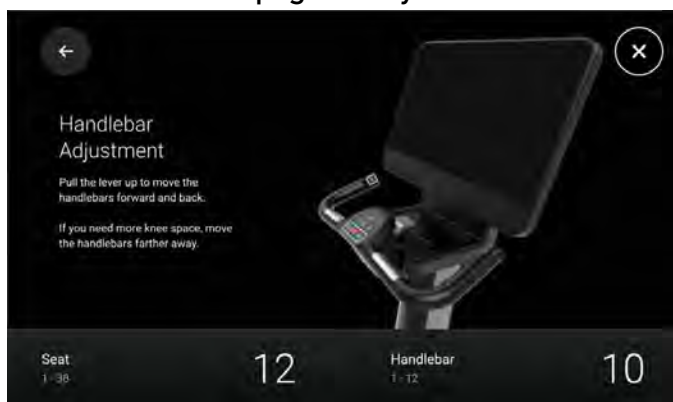 Handlebar
Adjustment
Pull the lever up to move the
handlebars forward and back.
If you need more knee space, move
the handlebars farther away.
Seat
1 - 38
12
Handlebar
1 - 12
10